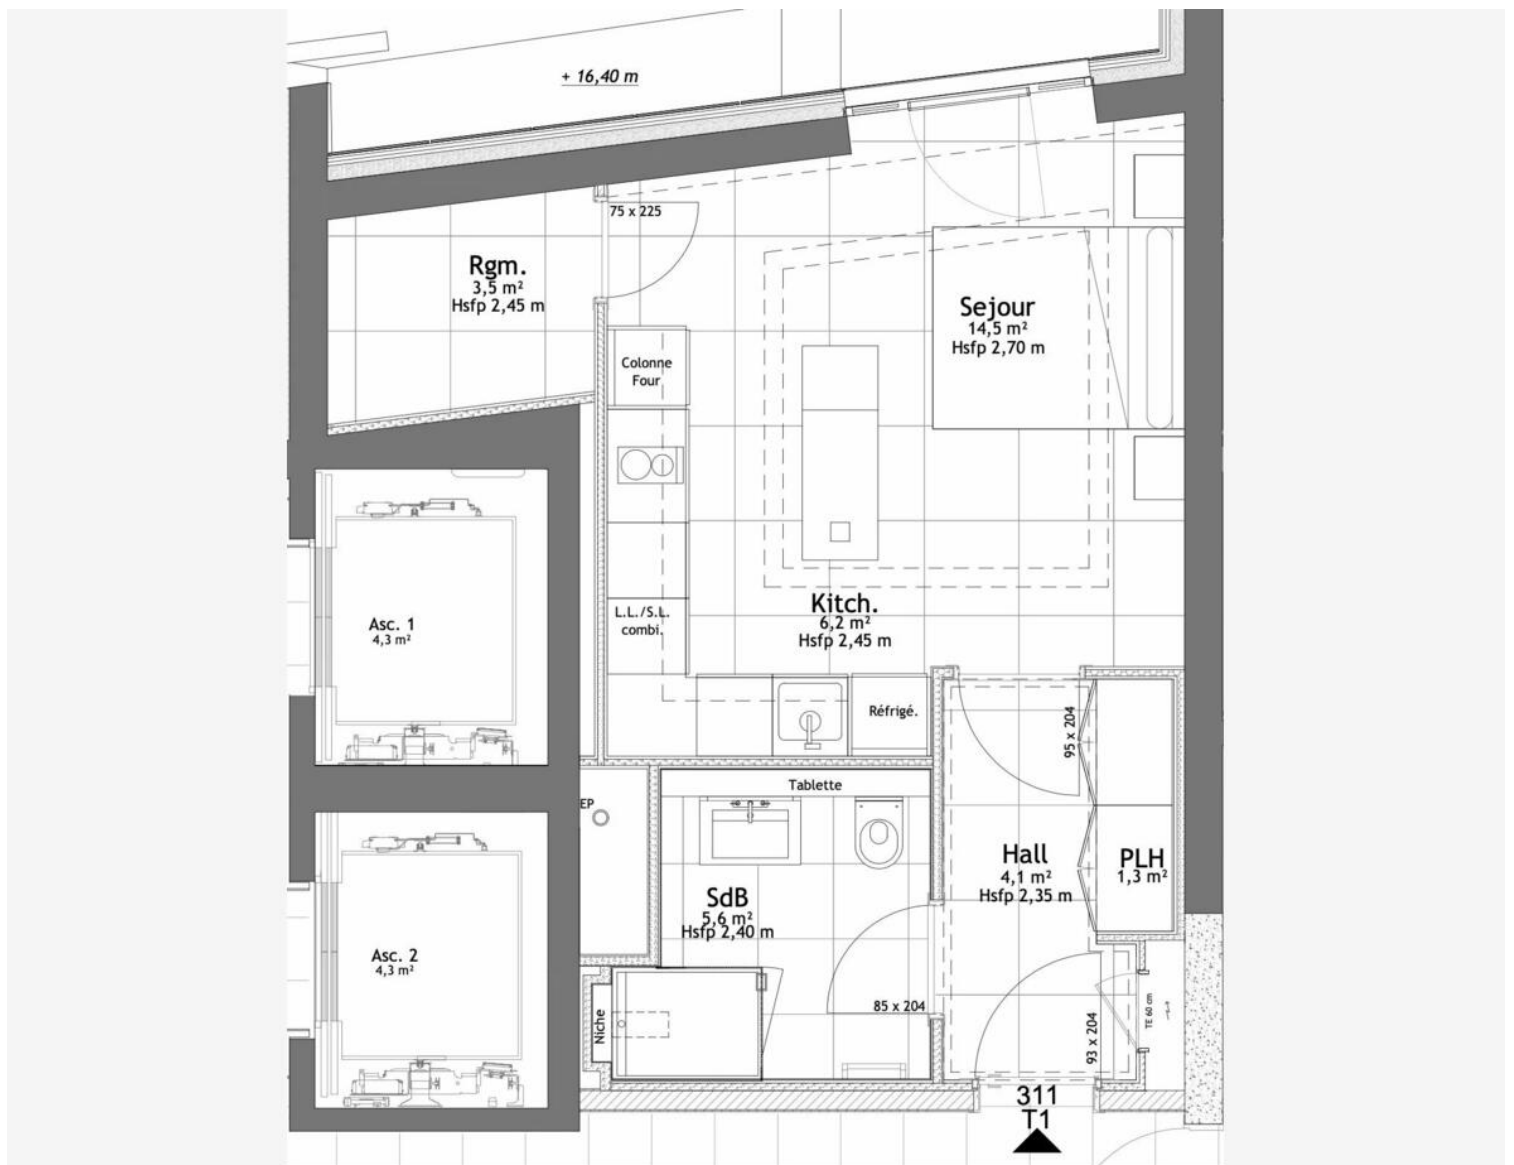 + 16,40 m
75 x 225
Rgm.
3,5 m²
Hsfp 2,45 m
Sejour
14,5 m²
Hsfp 2,70 m
Colonne
Four
Kitch.
6,2 m²
Hsfp 2,45 m
L.L./S.L.
combi.
Asc. 1
4,3 m²
Réfrigé.
95 x 204
Tablette
EP
Hall
4,1 m²
Hsfp 2,35 m
PLH
1,3 m²
SdB
5,6 m²
Hsfp 2,40 m
Asc. 2
4,3 m²
85 x 204
Niche
93 x 204
TE 60 cm
311
T1